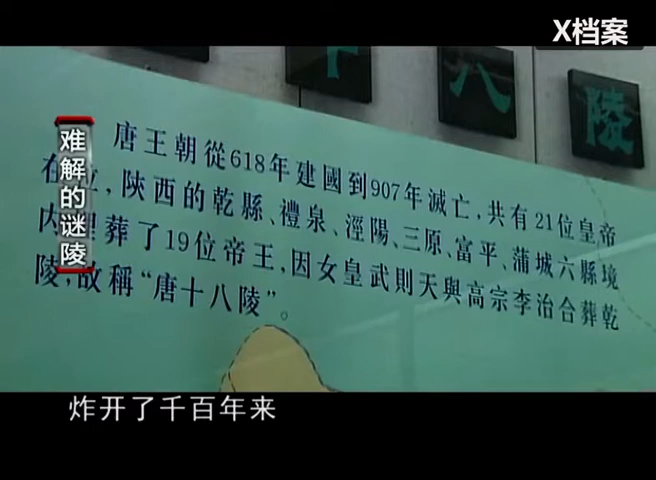 X档案
十八陵
难解的谜陵
唐王朝從618年建國到907年滅亡，共有21位皇帝
在位，陝西的乾縣、禮泉、涇陽、三原、富平、蒲城六縣境
内埋葬了19位帝王，因女皇武則天與高宗李治合葬乾
陵，故稱“唐十八陵”。
炸开了千百年来